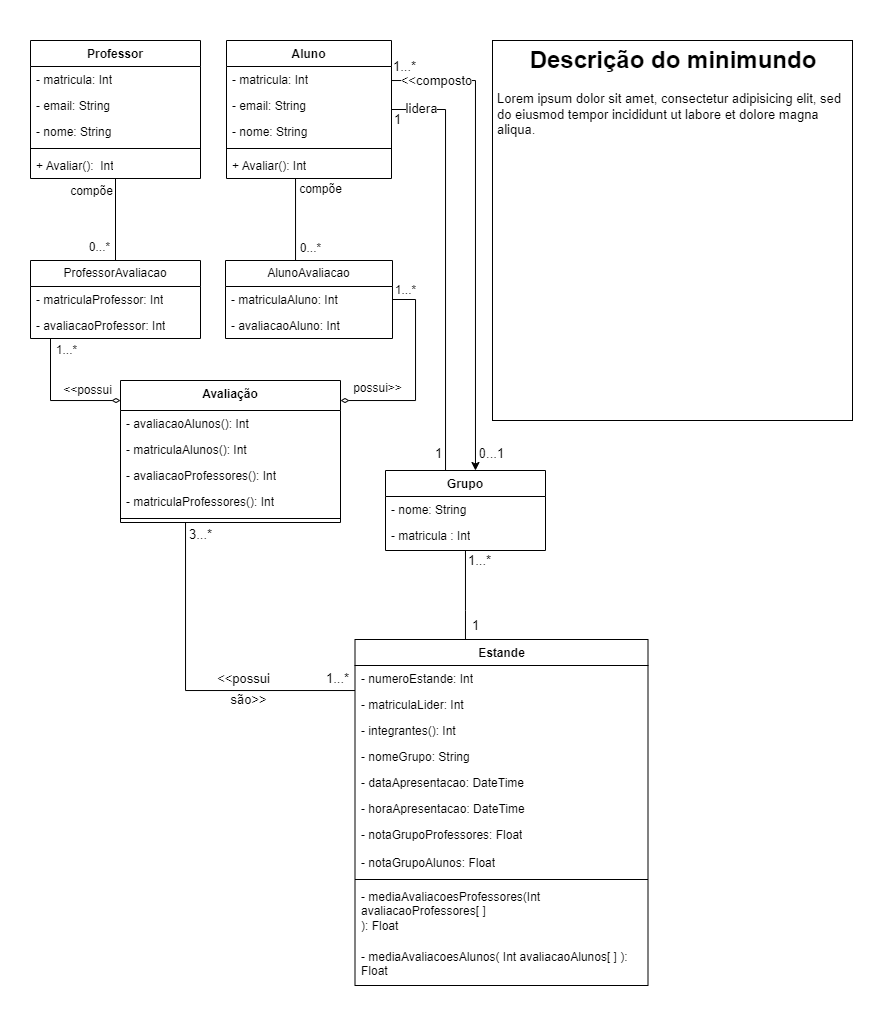 Professor
- matricula: Int
- email: String
- nome: String
+ Avaliar():  Int
compõe
0...*
ProfessorAvaliacao
- matriculaProfessor: Int
- avaliacaoProfessor: Int
1...*
<<possui
Aluno
- matricula: Int
- email: String
- nome: String
+ Avaliar(): Int
compõe
0...*
AlunoAvaliacao
- matriculaAluno: Int
- avaliacaoAluno: Int
1...*
possui>>
1...*
<<composto
lidera
1
1
0...1
Descrição do minimundo
Lorem ipsum dolor sit amet, consectetur adipisicing elit, sed
do eiusmod tempor incididunt ut labore et dolore magna
aliqua.
Avaliação
- avaliacaoAlunos(): Int
- matriculaAlunos(): Int
- avaliacaoProfessores(): Int
- matriculaProfessores(): Int
3...*
<<possui
são>>
1...*
Grupo
- nome: String
- matricula : Int
1...*
1
Estande
- numeroEstande: Int
- matriculaLider: Int
- integrantes(): Int
- nomeGrupo: String
- dataApresentacao: DateTime
- horaApresentacao: DateTime
- notaGrupoProfessores: Float
- notaGrupoAlunos: Float
- mediaAvaliacoesProfessores(Int
avaliacaoProfessores[ ]
): Float
- mediaAvaliacoesAlunos( Int avaliacaoAlunos[ ] ):
Float